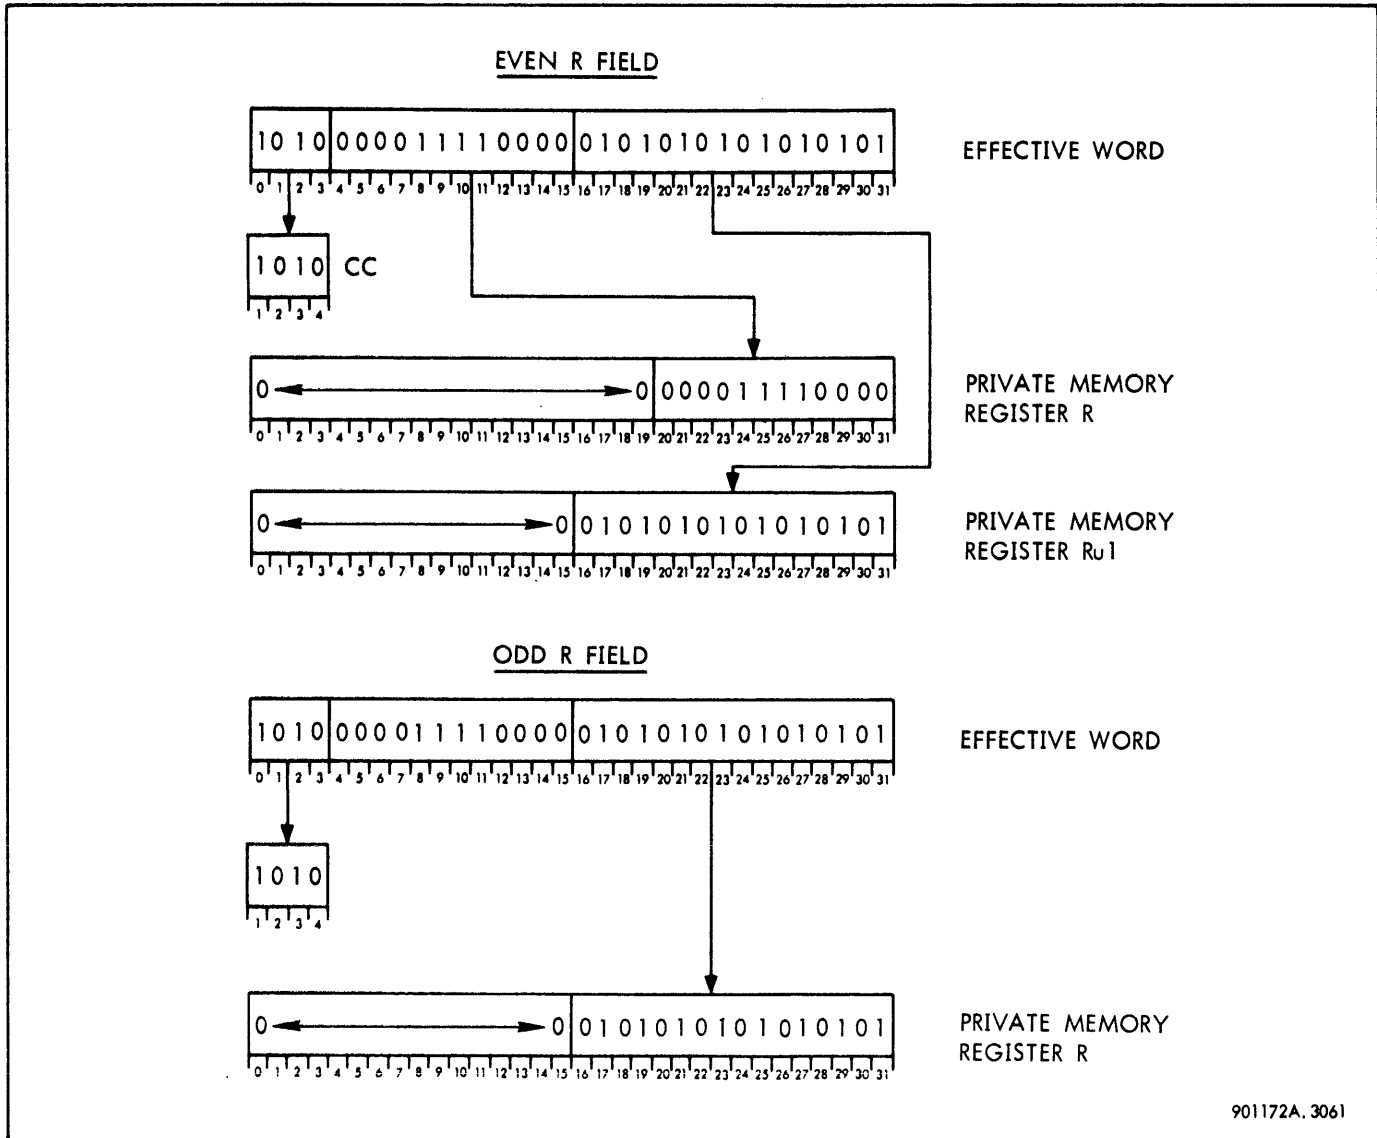 EVEN R FIELD
1010 000011110000 0101010101010101 EFFECTIVE WORD
0 1 2 3 4 5 6 7 8 9 10 11 12 13 14 15 16 17 18 19 20 21 22 23 24 25 26 27 28 29 30 31
1010 CC
1 2 3 4
0 0 000011110000 PRIVATE MEMORY
REGISTER R
0 1 2 3 4 5 6 7 8 9 10 11 12 13 14 15 16 17 18 19 20 21 22 23 24 25 26 27 28 29 30 31
0 0 0101010101010101 PRIVATE MEMORY
REGISTER Ru1
0 1 2 3 4 5 6 7 8 9 10 11 12 13 14 15 16 17 18 19 20 21 22 23 24 25 26 27 28 29 30 31
ODD R FIELD
1010 000011110000 0101010101010101 EFFECTIVE WORD
0 1 2 3 4 5 6 7 8 9 10 11 12 13 14 15 16 17 18 19 20 21 22 23 24 25 26 27 28 29 30 31
1010
1 2 3 4
0 0 0101010101010101 PRIVATE MEMORY
REGISTER R
0 1 2 3 4 5 6 7 8 9 10 11 12 13 14 15 16 17 18 19 20 21 22 23 24 25 26 27 28 29 30 31
901172A. 3061